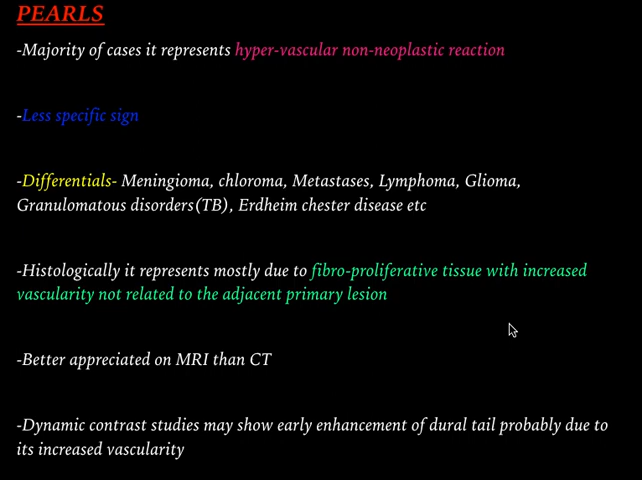 PEARLS
-Majority of cases it represents hyper-vascular non-neoplastic reaction
-Less specific sign
-Differentials- Meningioma, chloroma, Metastases, Lymphoma, Glioma,
Granulomatous disorders(TB), Erdheim chester disease etc
-Histologically it represents mostly due to fibro-proliferative tissue with increased
vascularity not related to the adjacent primary lesion
-Better appreciated on MRI than CT
-Dynamic contrast studies may show early enhancement of dural tail probably due to
its increased vascularity